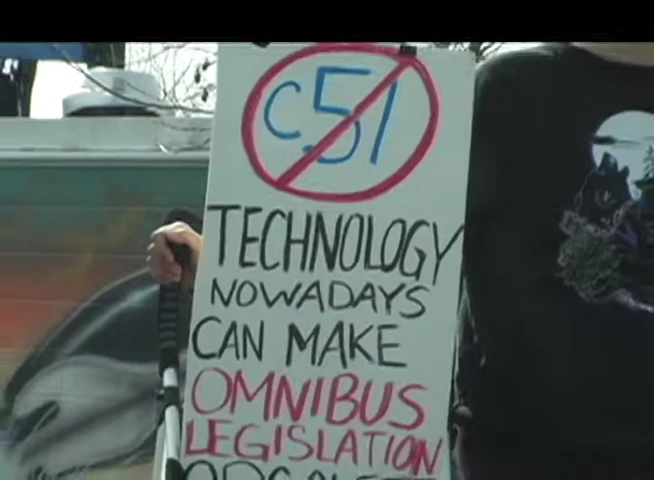 C51
TECHNOLOGY
NOWADAYS
CAN MAKE
OMNIBUS
LEGISLATION